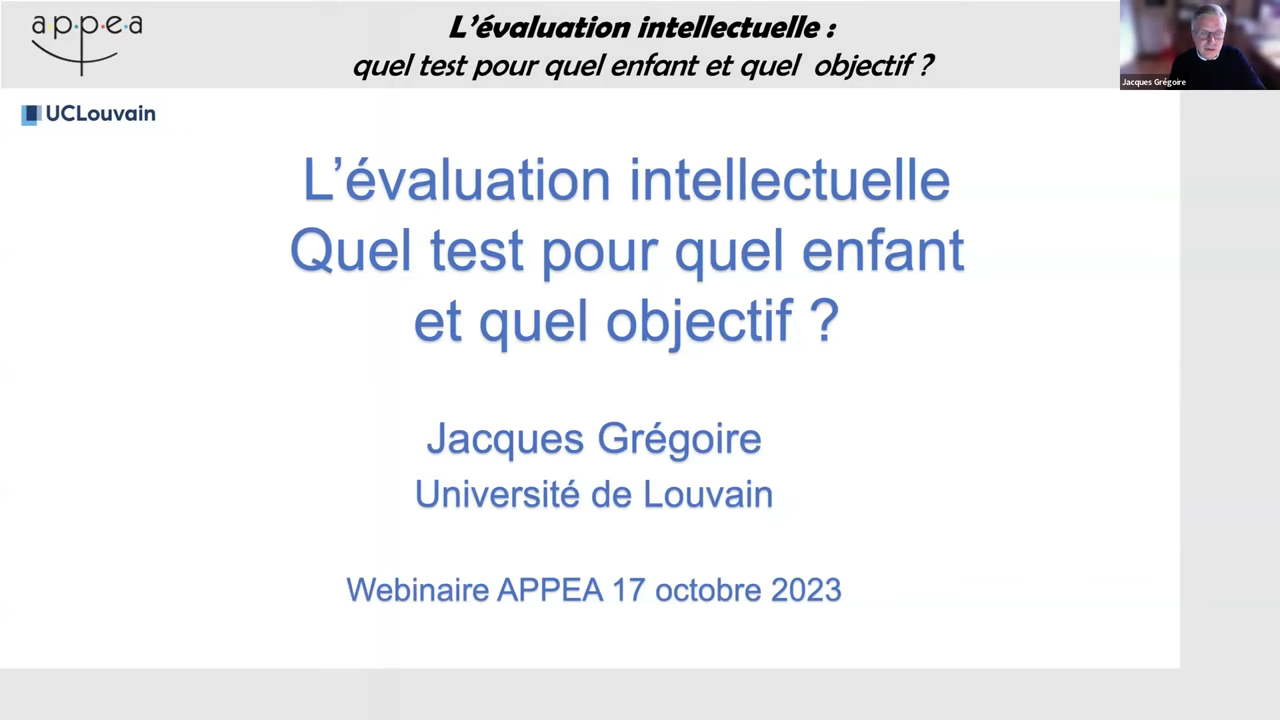 appea
L'évaluation intellectuelle :
quel test pour quel enfant et quel objectif ?
Jacques Grégoire
UCLouvain
L'évaluation intellectuelle
Quel test pour quel enfant
et quel objectif ?
Jacques Grégoire
Université de Louvain
Webinaire APPEA 17 octobre 2023